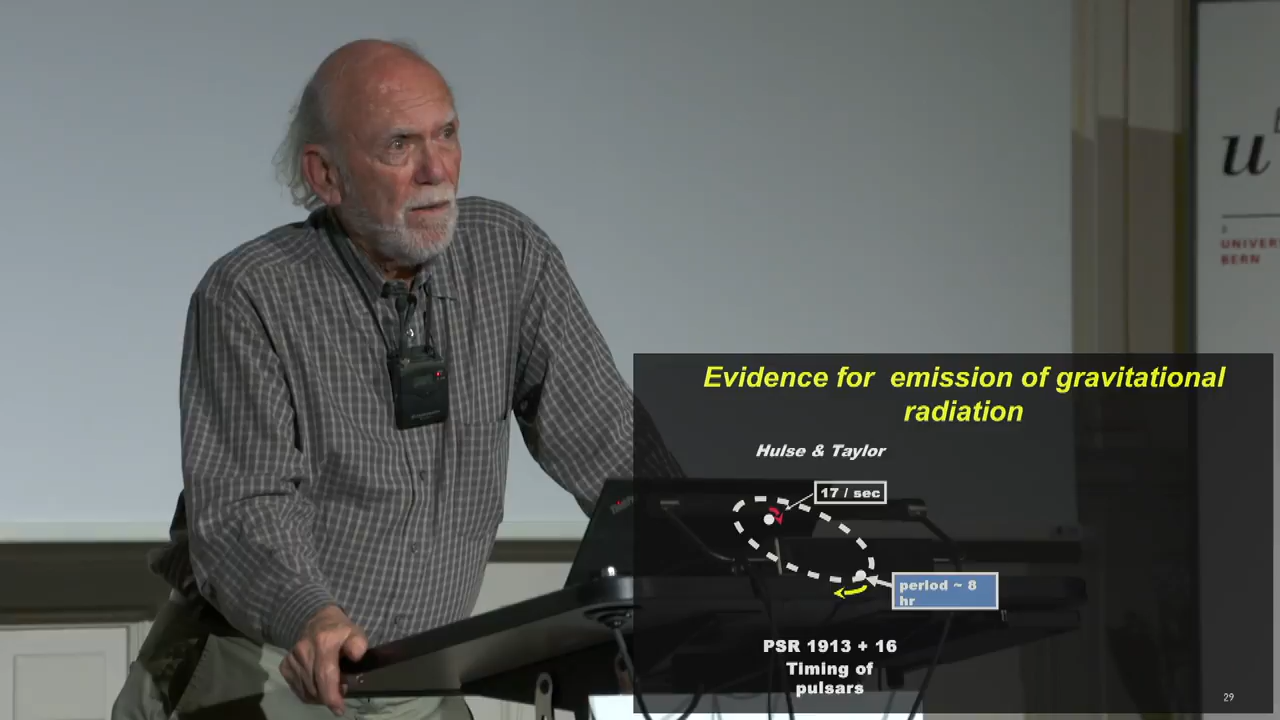 u
UNIVER
BERN
Evidence for emission of gravitational
radiation
Hulse & Taylor
17 / sec
period ~ 8
hr
PSR 1913 + 16
Timing of
pulsars
29